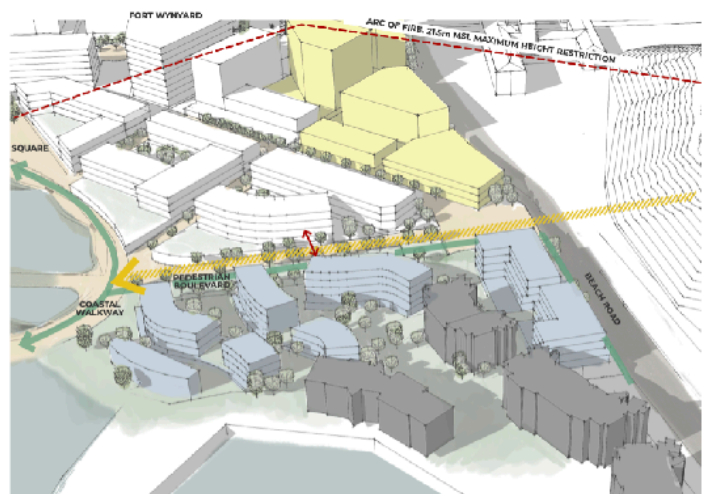 FORT WYNYARD
ARC OF FIRE: 21.5m MSL MAXIMUM HEIGHT RESTRICTION
SQUARE
PEDESTRIAN
BOULEVARD
COASTAL
WALKWAY
BEACH ROAD